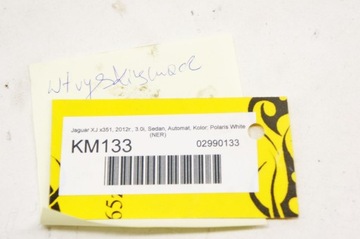 wtryskiwacz
Jaguar XJ x351, 2012r., 3.0i, Sedan, Automat, Kolor: Polaris White
(NER)
KM133
02990133